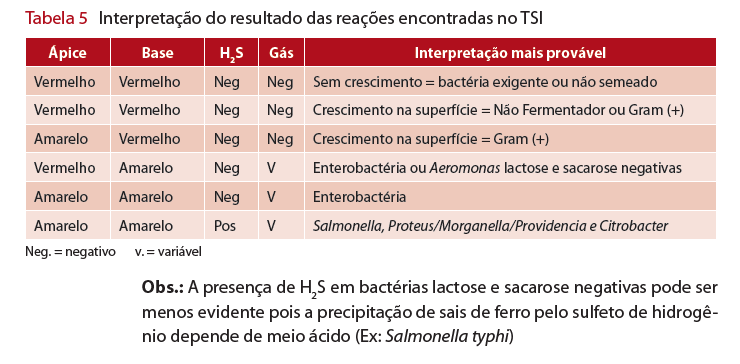 Tabela 5 Interpretação do resultado das reações encontradas no TSI
Ápice Base H₂S Gás Interpretação mais provável
Vermelho Vermelho Neg Neg Sem crescimento = bactéria exigente ou não semeado
Vermelho Vermelho Neg Neg Crescimento na superfície = Não Fermentador ou Gram (+)
Amarelo Vermelho Neg Neg Crescimento na superfície = Gram (+)
Vermelho Amarelo Neg V Enterobactéria ou Aeromonas lactose e sacarose negativas
Amarelo Amarelo Neg V Enterobactéria
Amarelo Amarelo Pos V Salmonella, Proteus/Morganella/Providencia e Citrobacter
Neg. = negativo v. = variável
Obs.: A presença de H₂S em bactérias lactose e sacarose negativas pode ser
menos evidente pois a precipitação de sais de ferro pelo sulfeto de hidrogê-
nio depende de meio ácido (Ex: Salmonella typhi)